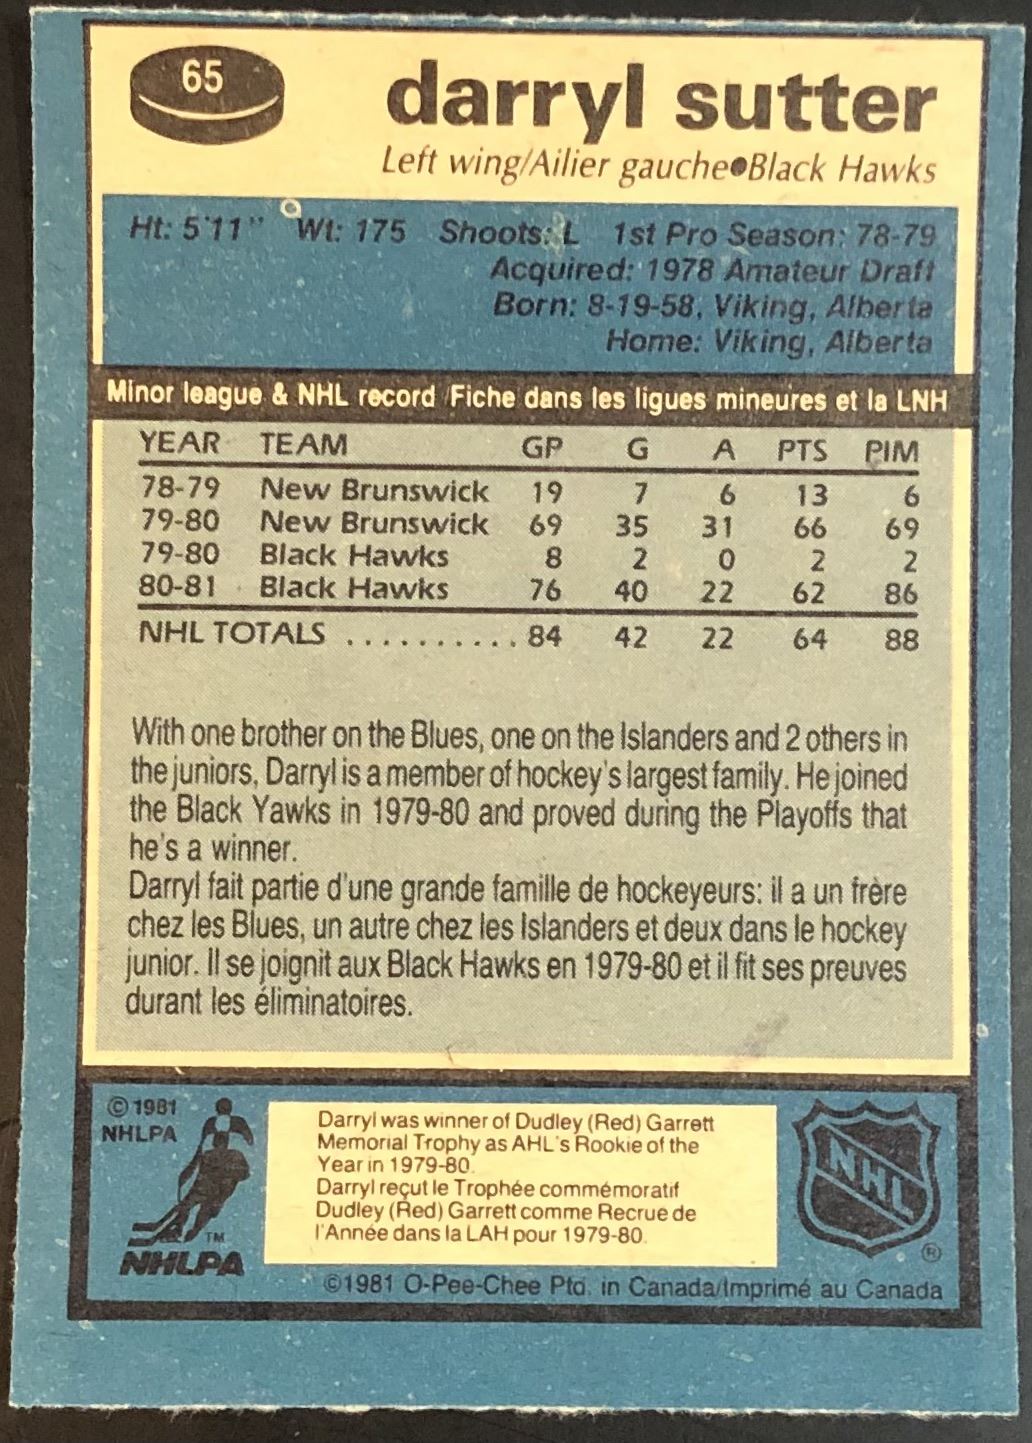 65
darryl sutter
Left wing/Ailier gauche●Black Hawks
Ht: 5'11" Wt: 175 Shoots: L 1st Pro Season: 78-79
Acquired: 1978 Amateur Draft
Born: 8-19-58, Viking, Alberta
Home: Viking, Alberta
Minor league & NHL record/Fiche dans les ligues mineures et la LNH
YEAR TEAM GP G A PTS PIM
78-79 New Brunswick 19 7 6 13 6
79-80 New Brunswick 69 35 31 66 69
79-80 Black Hawks 8 2 0 2 2
80-81 Black Hawks 76 40 22 62 86
NHL TOTALS .......... 84 42 22 64 88
With one brother on the Blues, one on the Islanders and 2 others in
the juniors, Darryl is a member of hockey's largest family. He joined
the Black Yawks in 1979-80 and proved during the Playoffs that
he's a winner.
Darryl fait partie d'une grande famille de hockeyeurs: il a un frère
chez les Blues, un autre chez les Islanders et deux dans le hockey
junior. Il se joignit aux Black Hawks en 1979-80 et il fit ses preuves
durant les éliminatoires.
©1981
NHLPA
TM
NHLPA
Darryl was winner of Dudley (Red) Garrett
Memorial Trophy as AHL's Rookie of the
Year in 1979-80.
Darryl reçut le Trophée commémoratif
Dudley (Red) Garrett comme Recrue de
l'Année dans la LAH pour 1979-80.
NHL
®
©1981 O-Pee-Chee Ptd. in Canada/Imprimé au Canada